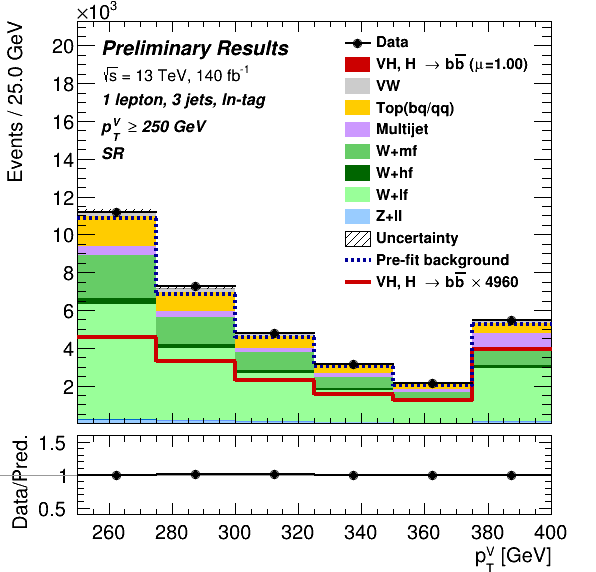 ×10³
Events / 25.0 GeV
20
18
16
14
12
10
8
6
4
2
Preliminary Results
√s = 13 TeV, 140 fb⁻¹
1 lepton, 3 jets, ln-tag
p_T^V ≥ 250 GeV
SR
Data
VH, H → bb̅ (μ=1.00)
VW
Top(bq/qq)
Multijet
W+mf
W+hf
W+lf
Z+ll
Uncertainty
Pre-fit background
VH, H → bb̅ × 4960
Data/Pred.
1.5
1
0.5
260 280 300 320 340 360 380 400
p_T^V [GeV]